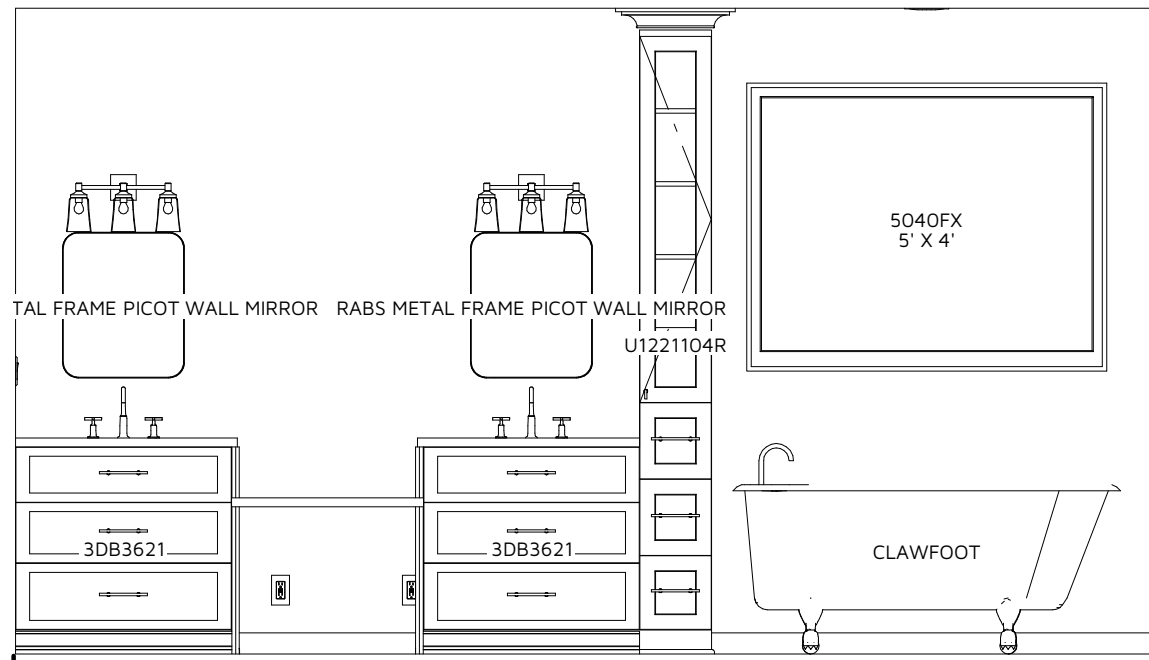 5040FX
5' X 4'
TAL FRAME PICOT WALL MIRROR
RABS METAL FRAME PICOT WALL MIRROR
U1221104R
3DB3621
3DB3621
CLAWFOOT